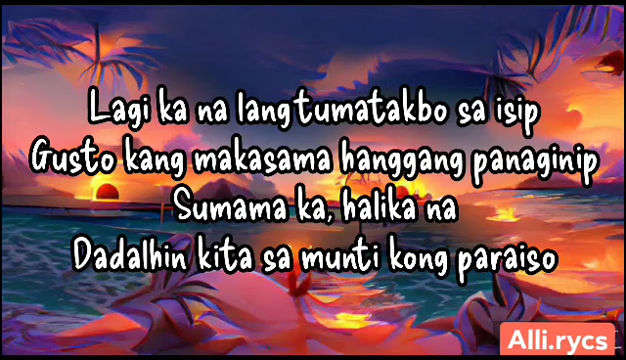 Lagi ka na lang tumatakbo sa isip
Gusto kang makasama hanggang panaginip
Sumama ka, halika na
Dadalhin kita sa munti kong paraiso
Alli.rycs